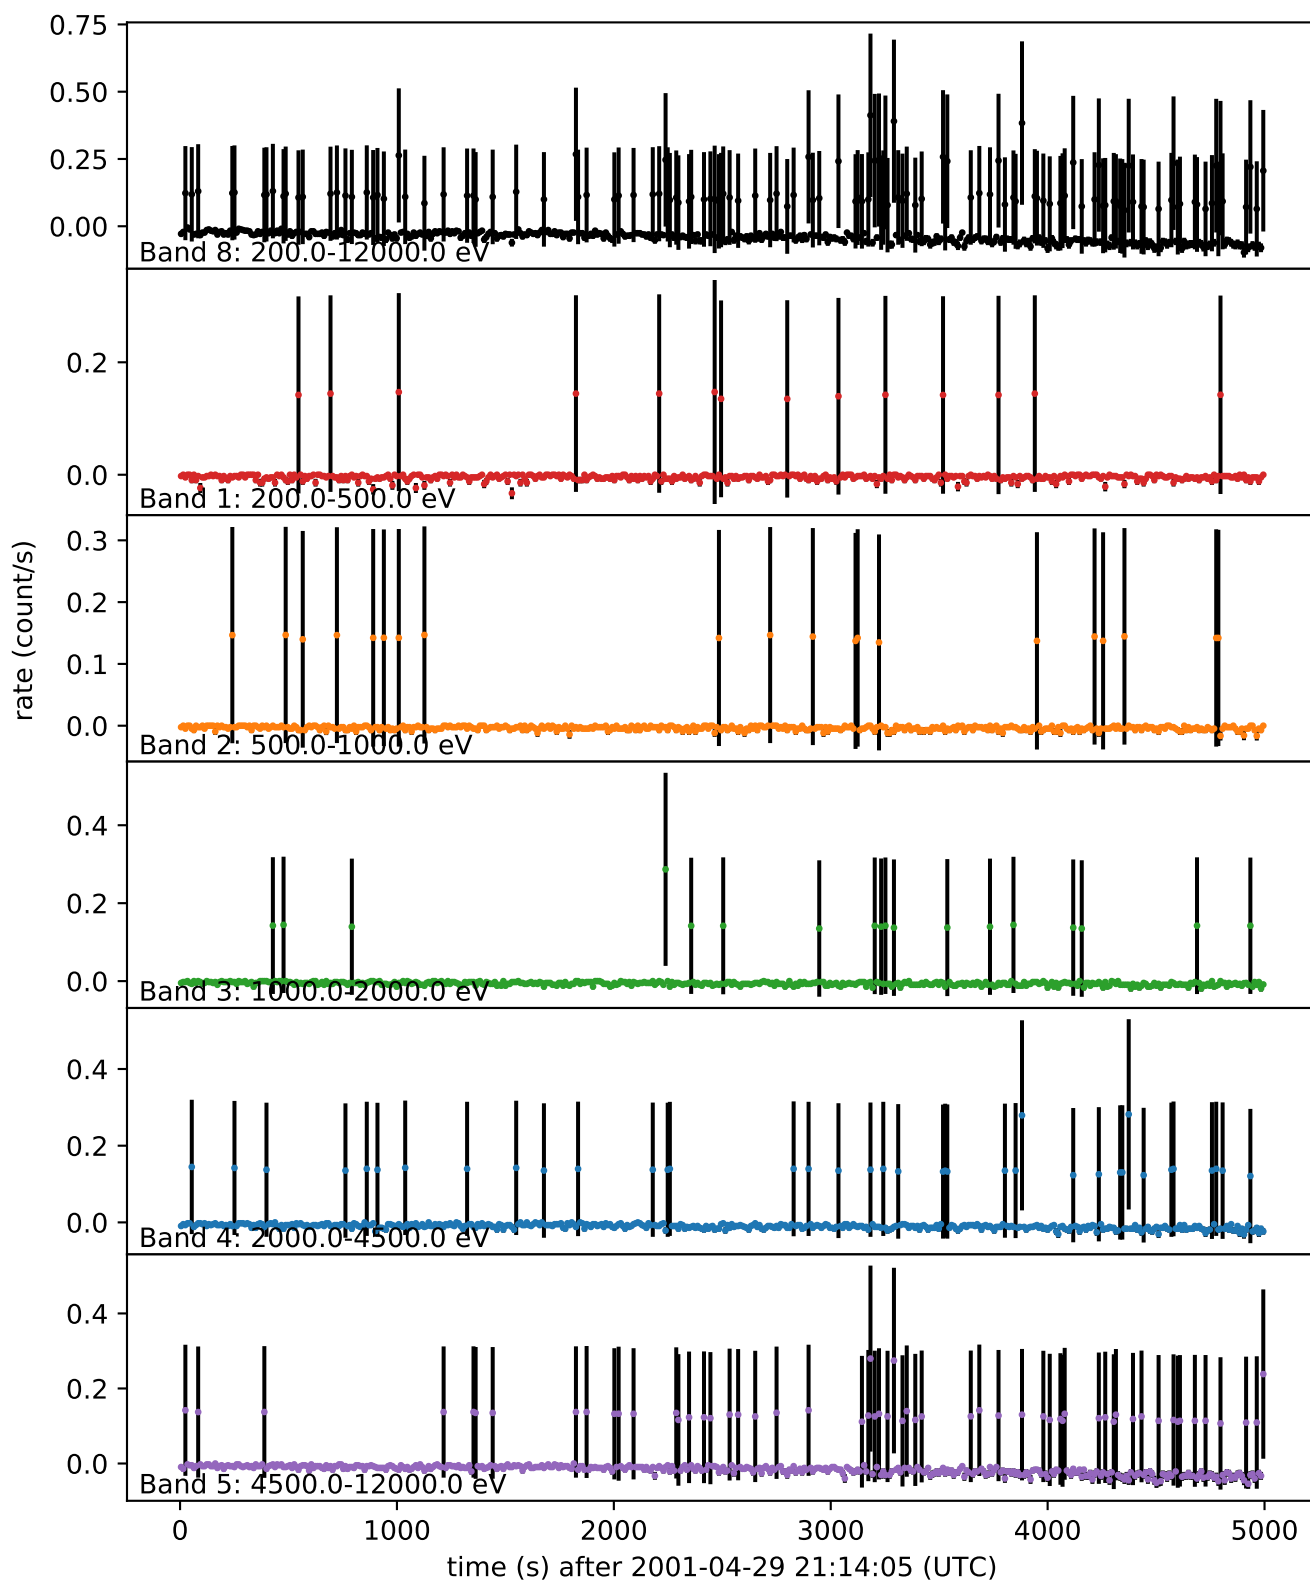 0.75
0.50
0.25
0.00
Band 8: 200.0-12000.0 eV
0.2
0.0
Band 1: 200.0-500.0 eV
0.3
0.2
0.1
0.0
Band 2: 500.0-1000.0 eV
rate (count/s)
0.4
0.2
0.0
Band 3: 1000.0-2000.0 eV
0.4
0.2
0.0
Band 4: 2000.0-4500.0 eV
0.4
0.2
0.0
Band 5: 4500.0-12000.0 eV
0 1000 2000 3000 4000 5000
time (s) after 2001-04-29 21:14:05 (UTC)